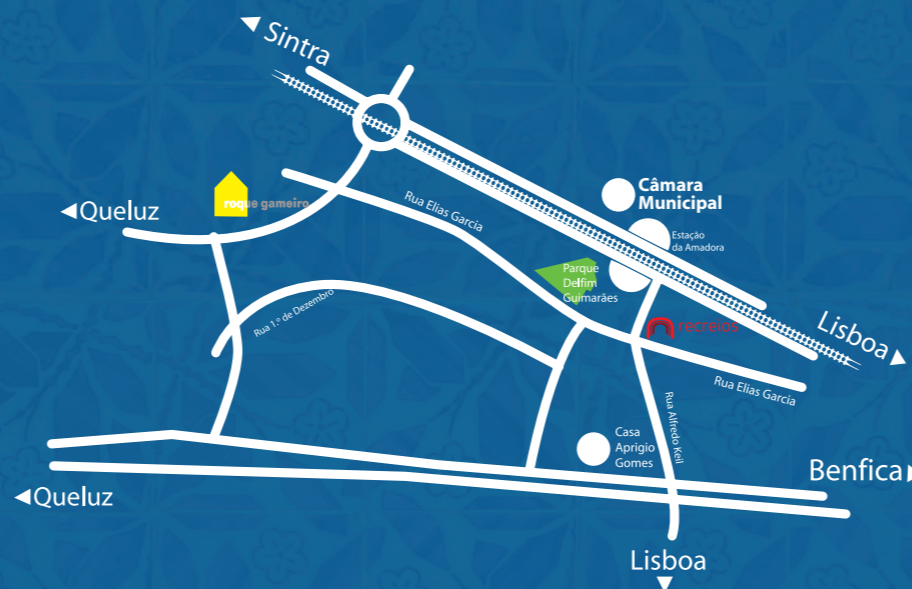 ◀ Sintra
Câmara
Municipal
roque gameiro
◀Queluz
Rua Elias Garcia
Estação
da Amadora
Parque
Delfim
Guimarães
Rua 1.º de Dezembro
recreios
Lisboa ▶
Rua Elias Garcia
Rua Alfredo Keil
Casa
Aprigio
Gomes
Benfica▶
◀Queluz
Lisboa
▼